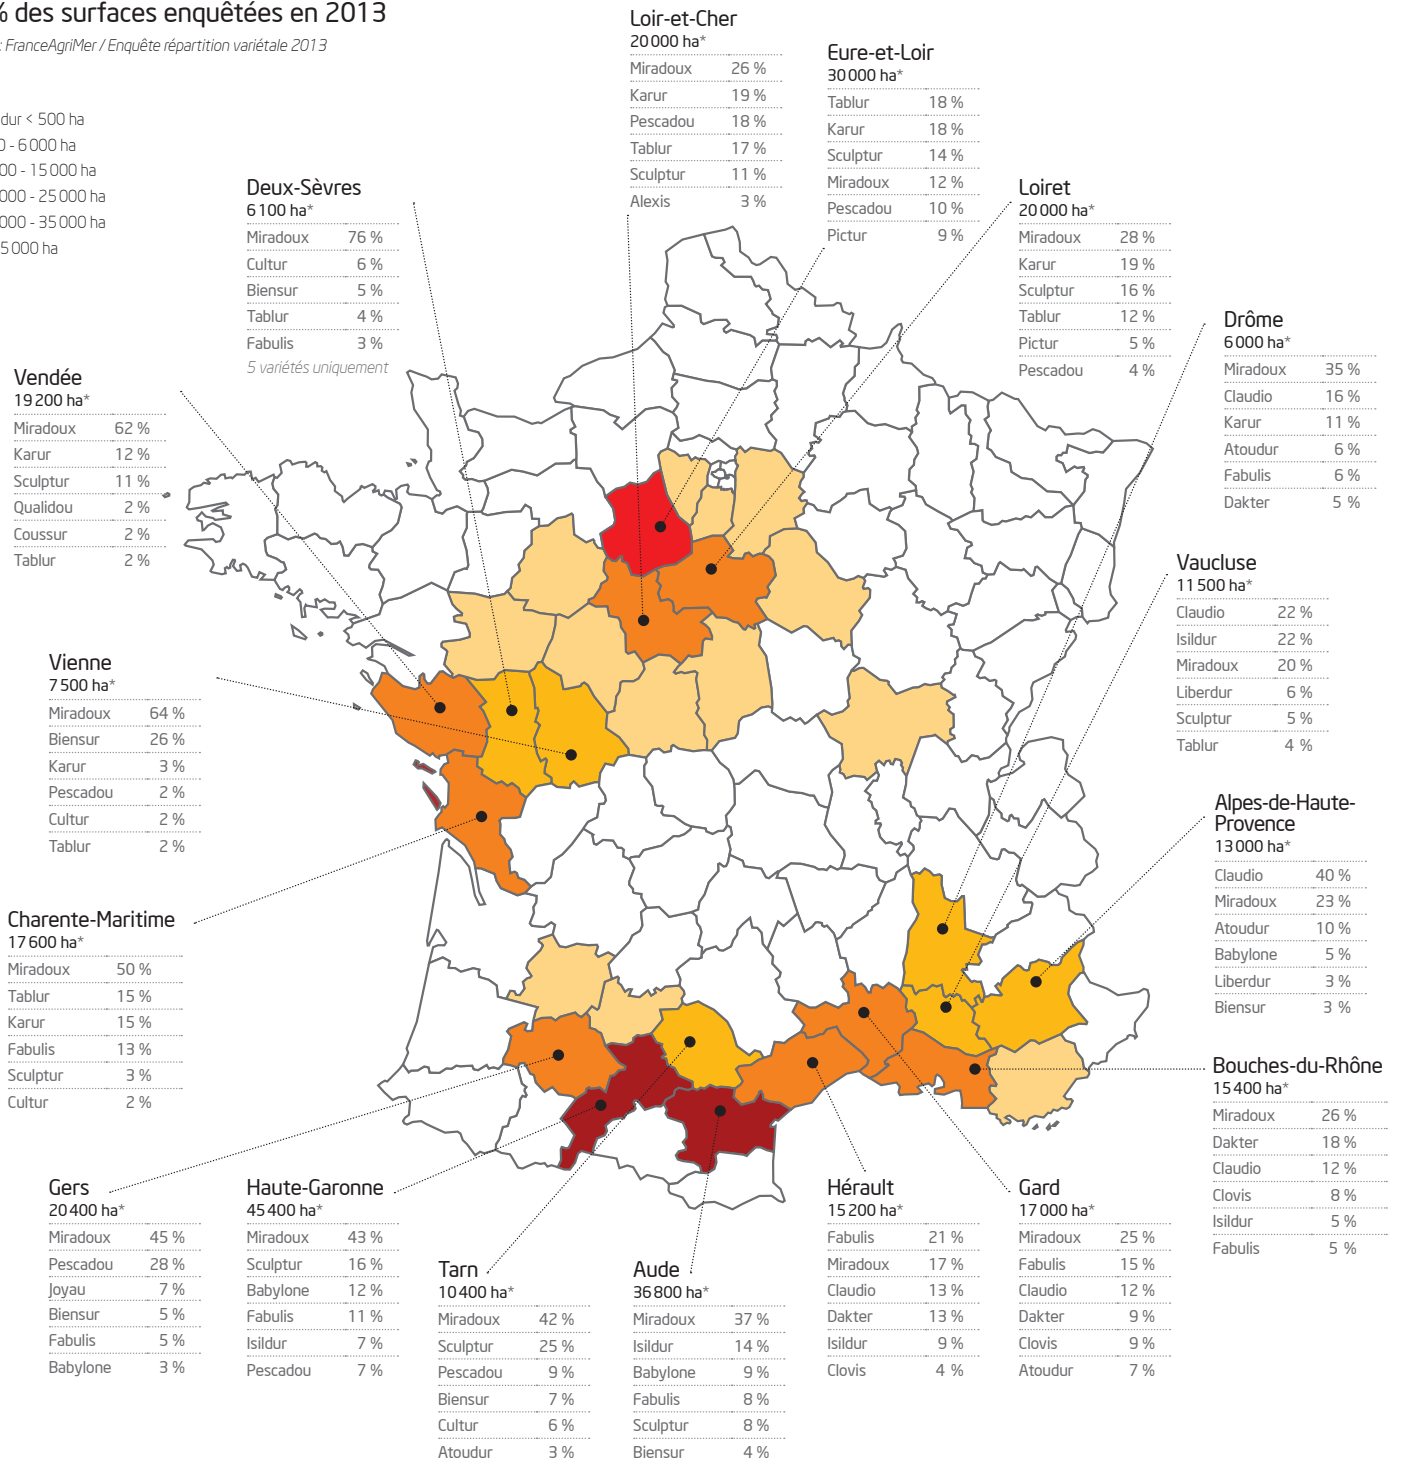 % des surfaces enquêtées en 2013
: FranceAgriMer / Enquête répartition variétale 2013
dur < 500 ha
0 - 6 000 ha
00 - 15 000 ha
000 - 25 000 ha
000 - 35 000 ha
5 000 ha
Loir-et-Cher
20 000 ha*
Miradoux 26 %
Karur 19 %
Pescadou 18 %
Tablur 17 %
Sculptur 11 %
Alexis 3 %
Eure-et-Loir
30 000 ha*
Tablur 18 %
Karur 18 %
Sculptur 14 %
Miradoux 12 %
Pescadou 10 %
Pictur 9 %
Deux-Sèvres
6 100 ha*
Miradoux 76 %
Cultur 6 %
Biensur 5 %
Tablur 4 %
Fabulis 3 %
5 variétés uniquement
Loiret
20 000 ha*
Miradoux 28 %
Karur 19 %
Sculptur 16 %
Tablur 12 %
Pictur 5 %
Pescadou 4 %
Drôme
6 000 ha*
Miradoux 35 %
Claudio 16 %
Karur 11 %
Atoudur 6 %
Fabulis 6 %
Dakter 5 %
Vendée
19 200 ha*
Miradoux 62 %
Karur 12 %
Sculptur 11 %
Qualidou 2 %
Coussur 2 %
Tablur 2 %
Vaucluse
11 500 ha*
Claudio 22 %
Isildur 22 %
Miradoux 20 %
Liberdur 6 %
Sculptur 5 %
Tablur 4 %
Vienne
7 500 ha*
Miradoux 64 %
Biensur 26 %
Karur 3 %
Pescadou 2 %
Cultur 2 %
Tablur 2 %
Alpes-de-Haute-
Provence
13 000 ha*
Claudio 40 %
Miradoux 23 %
Atoudur 10 %
Babylone 5 %
Liberdur 3 %
Biensur 3 %
Charente-Maritime
17 600 ha*
Miradoux 50 %
Tablur 15 %
Karur 15 %
Fabulis 13 %
Sculptur 3 %
Cultur 2 %
Bouches-du-Rhône
15 400 ha*
Miradoux 26 %
Dakter 18 %
Claudio 12 %
Clovis 8 %
Isildur 5 %
Fabulis 5 %
Gers
20 400 ha*
Miradoux 45 %
Pescadou 28 %
Joyau 7 %
Biensur 5 %
Fabulis 5 %
Babylone 3 %
Haute-Garonne
45 400 ha*
Miradoux 43 %
Sculptur 16 %
Babylone 12 %
Fabulis 11 %
Isildur 7 %
Pescadou 7 %
Tarn
10 400 ha*
Miradoux 42 %
Sculptur 25 %
Pescadou 9 %
Biensur 7 %
Cultur 6 %
Atoudur 3 %
Aude
36 800 ha*
Miradoux 37 %
Isildur 14 %
Babylone 9 %
Fabulis 8 %
Sculptur 8 %
Biensur 4 %
Hérault
15 200 ha*
Fabulis 21 %
Miradoux 17 %
Claudio 13 %
Dakter 13 %
Isildur 9 %
Clovis 4 %
Gard
17 000 ha*
Miradoux 25 %
Fabulis 15 %
Claudio 12 %
Dakter 9 %
Clovis 9 %
Atoudur 7 %